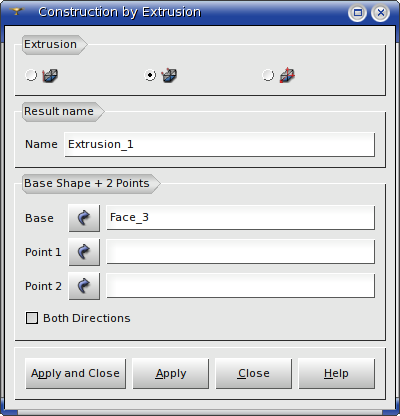 Construction by Extrusion
Extrusion
Result name
Name Extrusion_1
Base Shape + 2 Points
Base Face_3
Point 1
Point 2
Both Directions
Apply and Close Apply Close Help